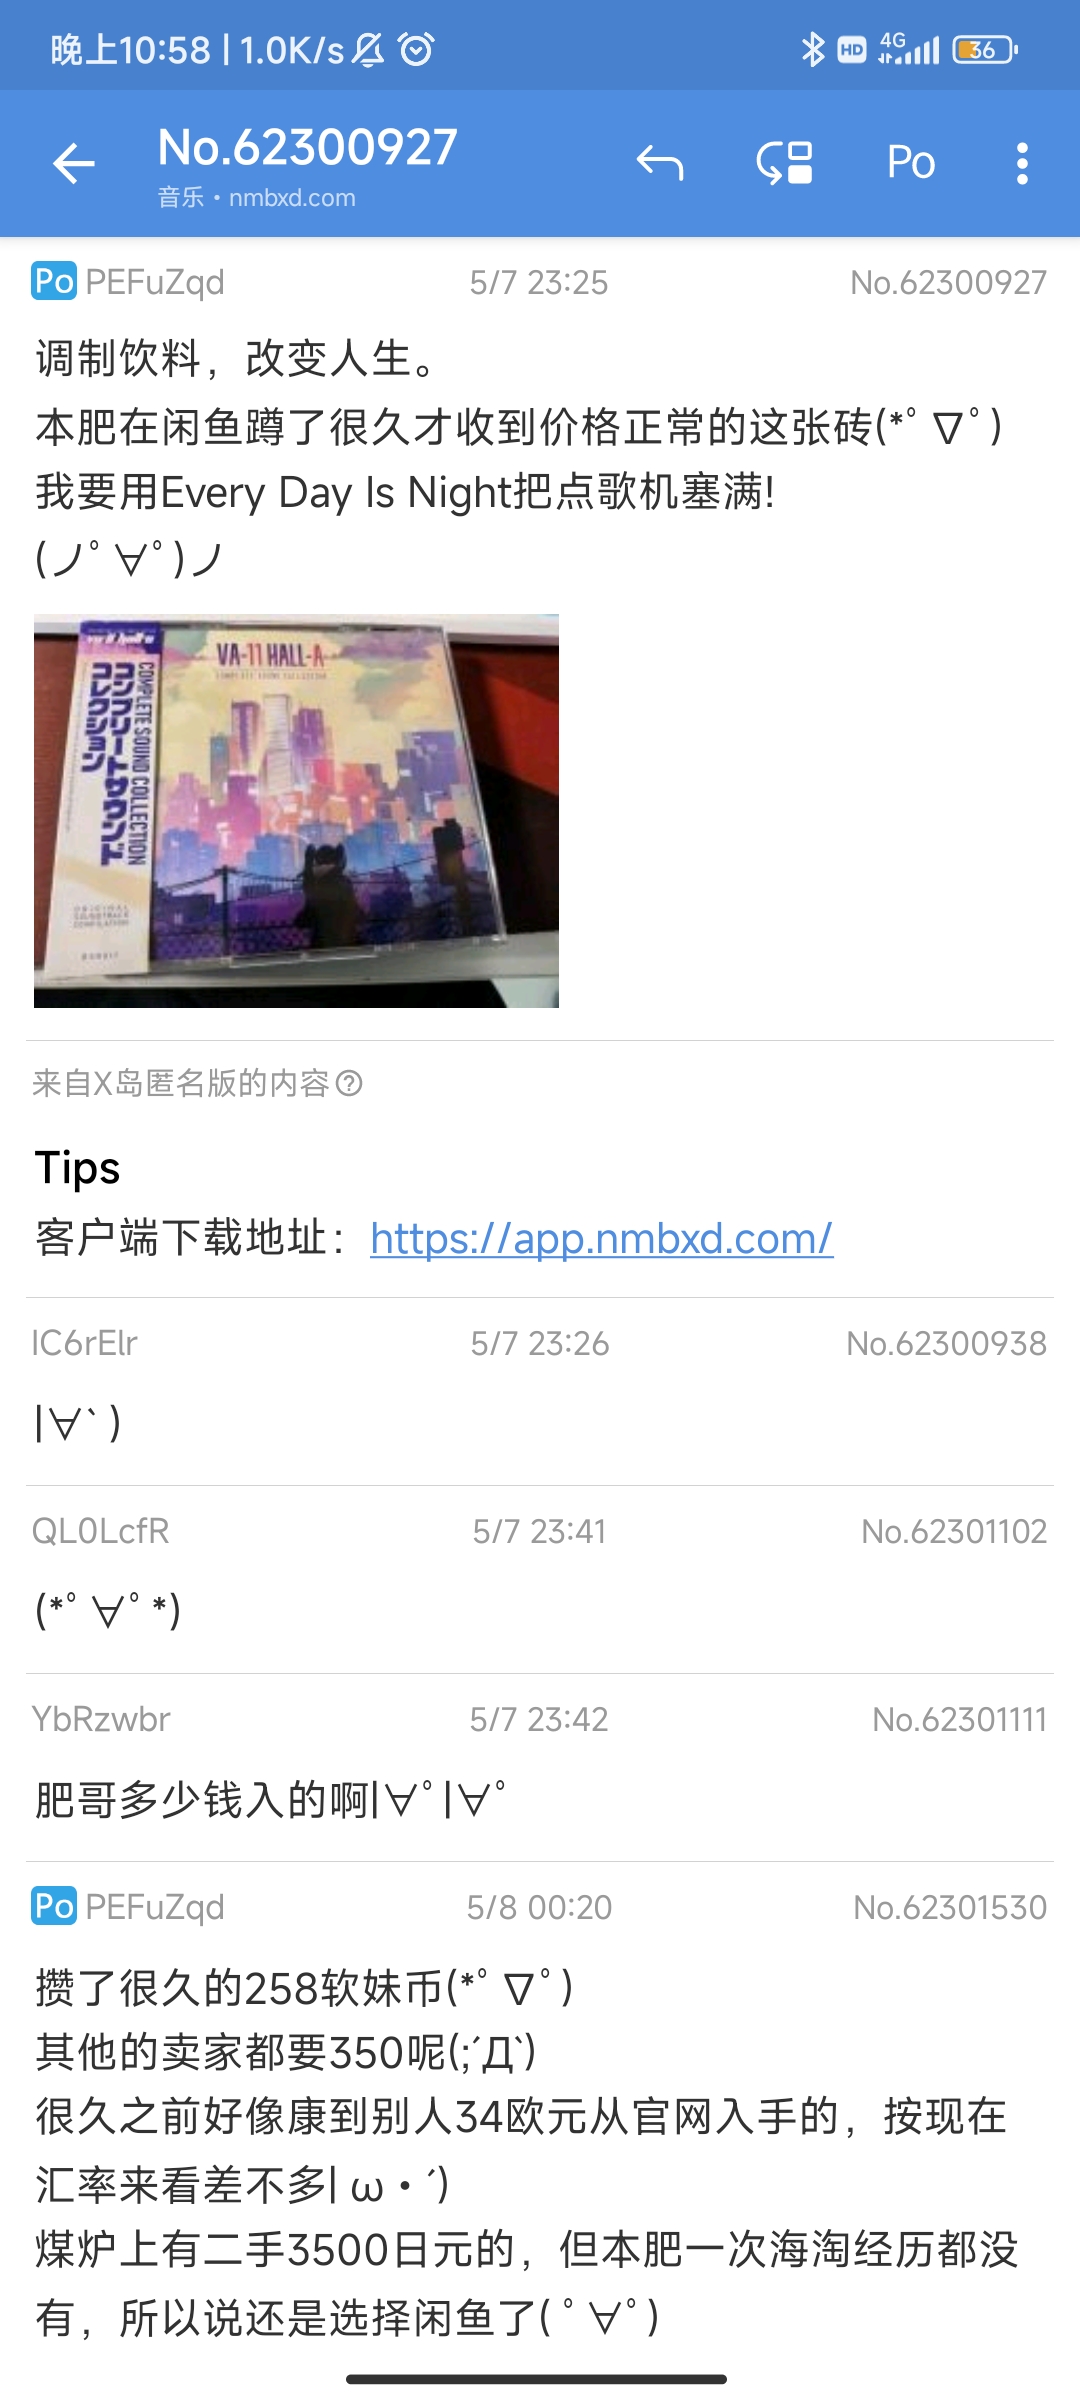 晚上10:58 | 1.0K/s
HD
4G
36
No.62300927
Po
音乐 • nmbxd.com
Po PEFuZqd 5/7 23:25 No.62300927
调制饮料，改变人生。
本肥在闲鱼蹲了很久才收到价格正常的这张砖(*ﾟ∇ﾟ)
我要用Every Day Is Night把点歌机塞满!
(ノﾟ∀ﾟ)ノ
VA-11 HALL-A
COMPLETE SOUND COLLECTION
COMPLETE SOUND COLLECTION
コンプリートサウンド
コレクション
ORIGINAL
SOUNDTRACK
COMPILATION
来自X岛匿名版的内容?
Tips
客户端下载地址：https://app.nmbxd.com/
IC6rElr 5/7 23:26 No.62300938
|∀`)
QL0LcfR 5/7 23:41 No.62301102
(*ﾟ∀ﾟ*)
YbRzwbr 5/7 23:42 No.62301111
肥哥多少钱入的啊|∀ﾟ|∀ﾟ
Po PEFuZqd 5/8 00:20 No.62301530
攒了很久的258软妹币(*ﾟ∇ﾟ)
其他的卖家都要350呢(;´Д`)
很久之前好像康到别人34欧元从官网入手的，按现在
汇率来看差不多| ω・´)
煤炉上有二手3500日元的，但本肥一次海淘经历都没
有，所以说还是选择闲鱼了( ﾟ∀ﾟ)